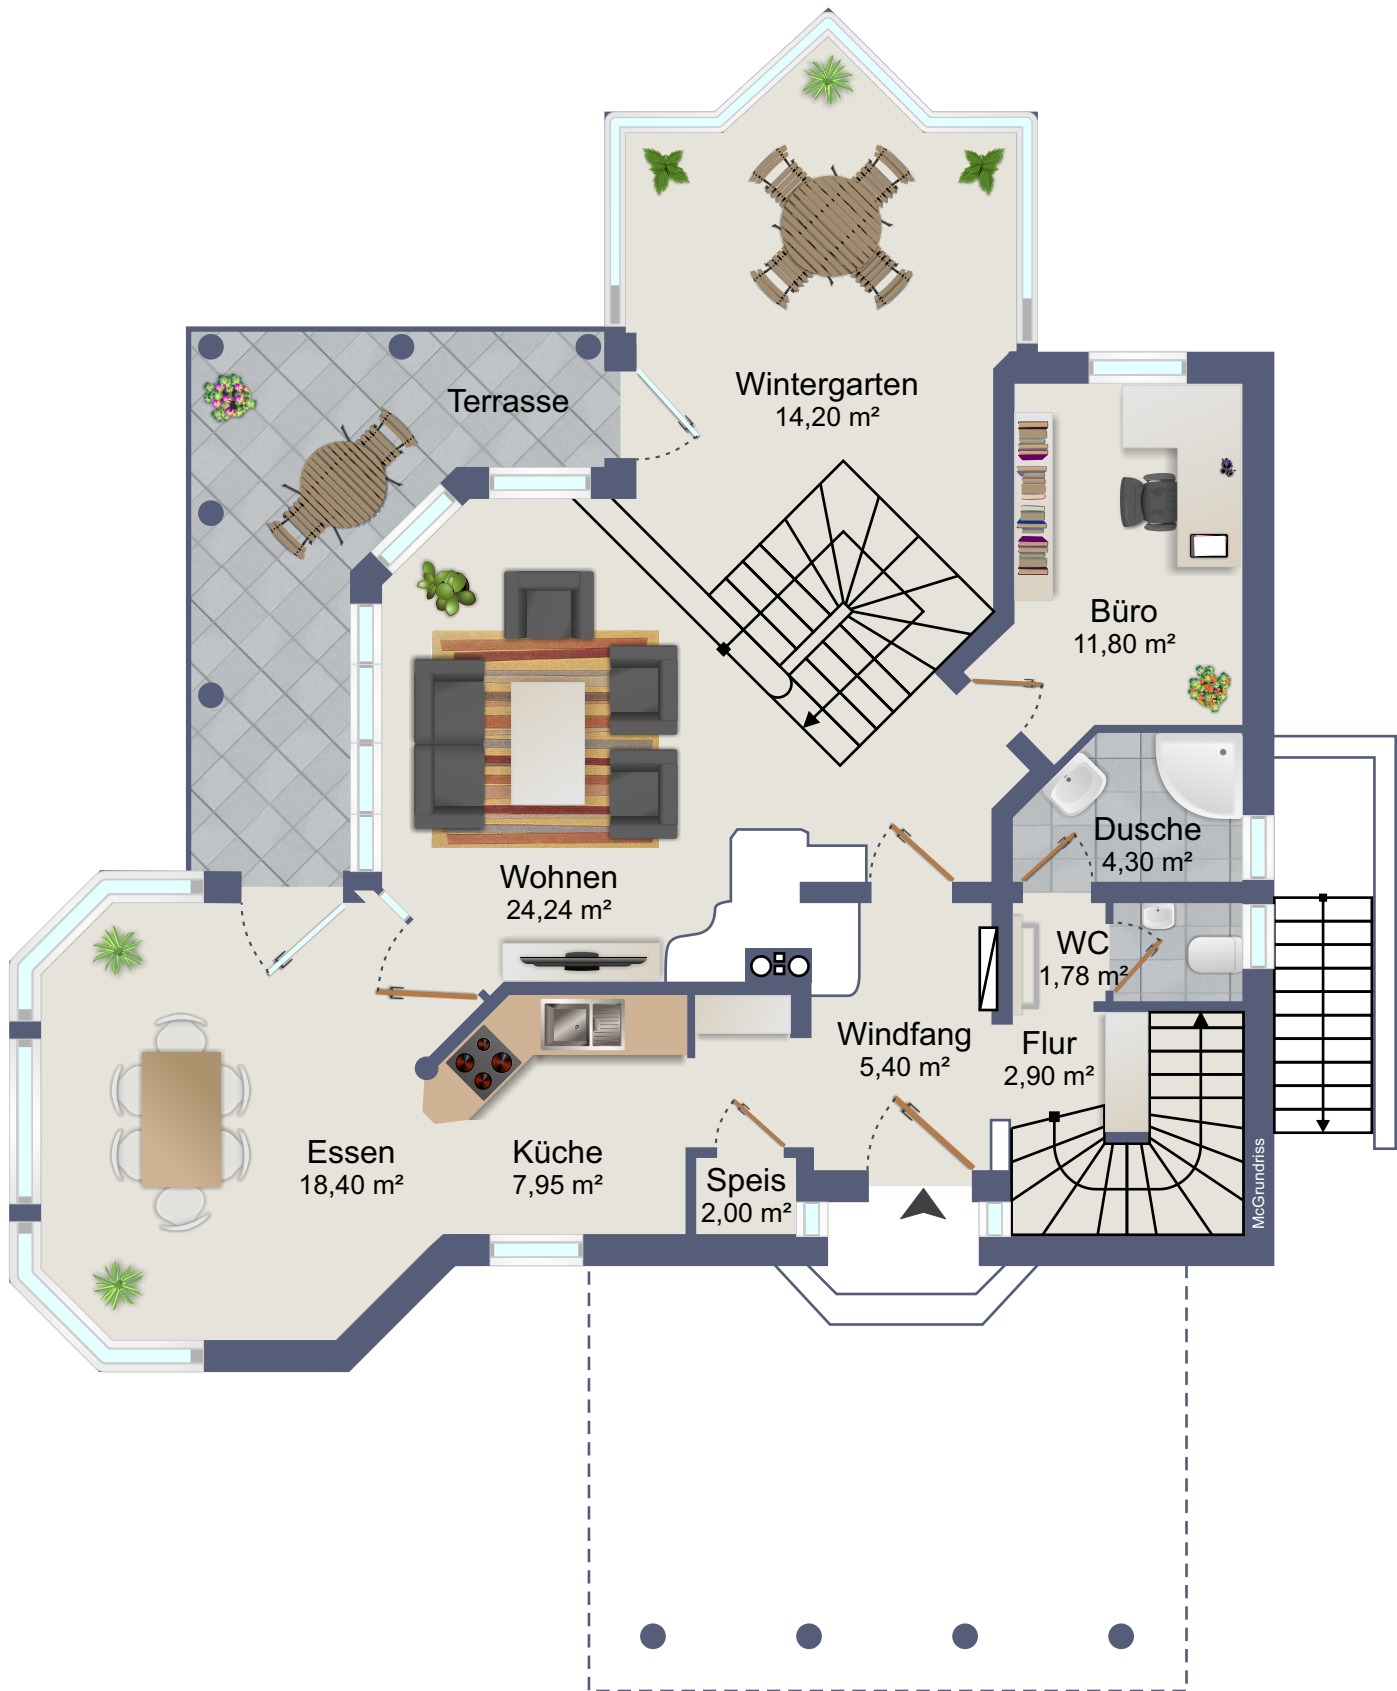 Wintergarten
14,20 m²
Terrasse
Büro
11,80 m²
Dusche
4,30 m²
Wohnen
24,24 m²
WC
1,78 m²
Windfang
5,40 m²
Flur
2,90 m²
Essen
18,40 m²
Küche
7,95 m²
Speis
2,00 m²
McGrundriss